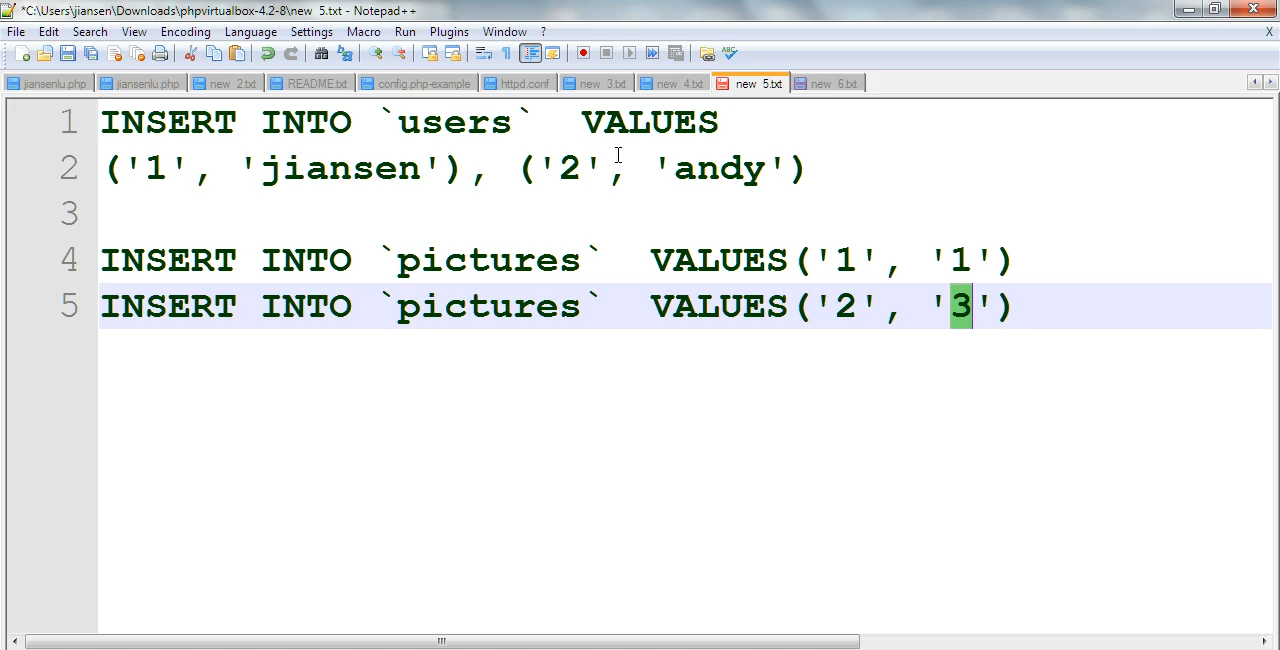 *C:\Users\jiansen\Downloads\phpvirtualbox-4.2-8\new 5.txt - Notepad++
File Edit Search View Encoding Language Settings Macro Run Plugins Window ? X
jiansenlu.php jiansenlu.php new 2.txt README.txt config.php-example httpd.conf new 3.txt new 4.txt new 5.txt new 6.txt
1 INSERT INTO `users`  VALUES
2 ('1', 'jiansen'), ('2', 'andy')
3
4 INSERT INTO `pictures`  VALUES('1', '1')
5 INSERT INTO `pictures`  VALUES('2', '3')